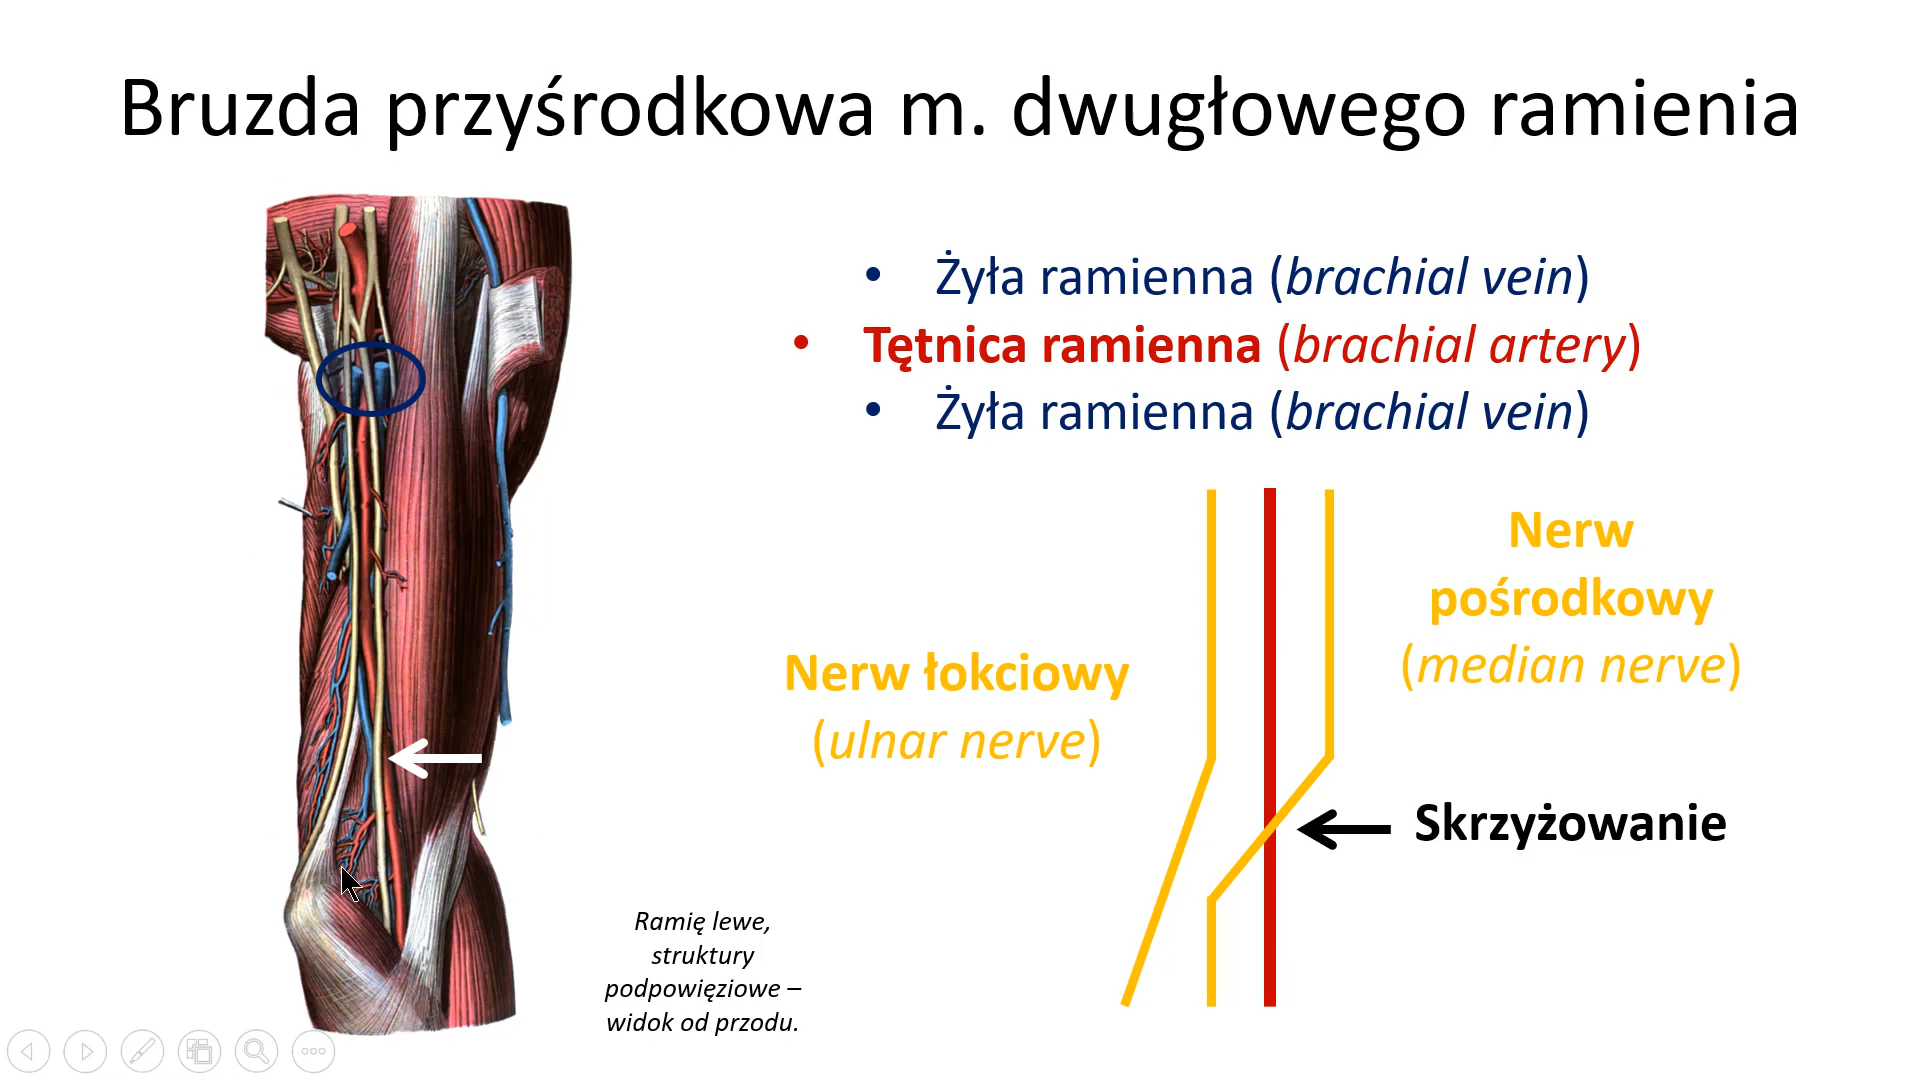 Bruzda przyśrodkowa m. dwugłowego ramienia
• Żyła ramienna (brachial vein)
• Tętnica ramienna (brachial artery)
• Żyła ramienna (brachial vein)
Nerw
pośrodkowy
(median nerve)
Nerw łokciowy
(ulnar nerve)
Skrzyżowanie
Ramię lewe,
struktury
podpowięziowe –
widok od przodu.